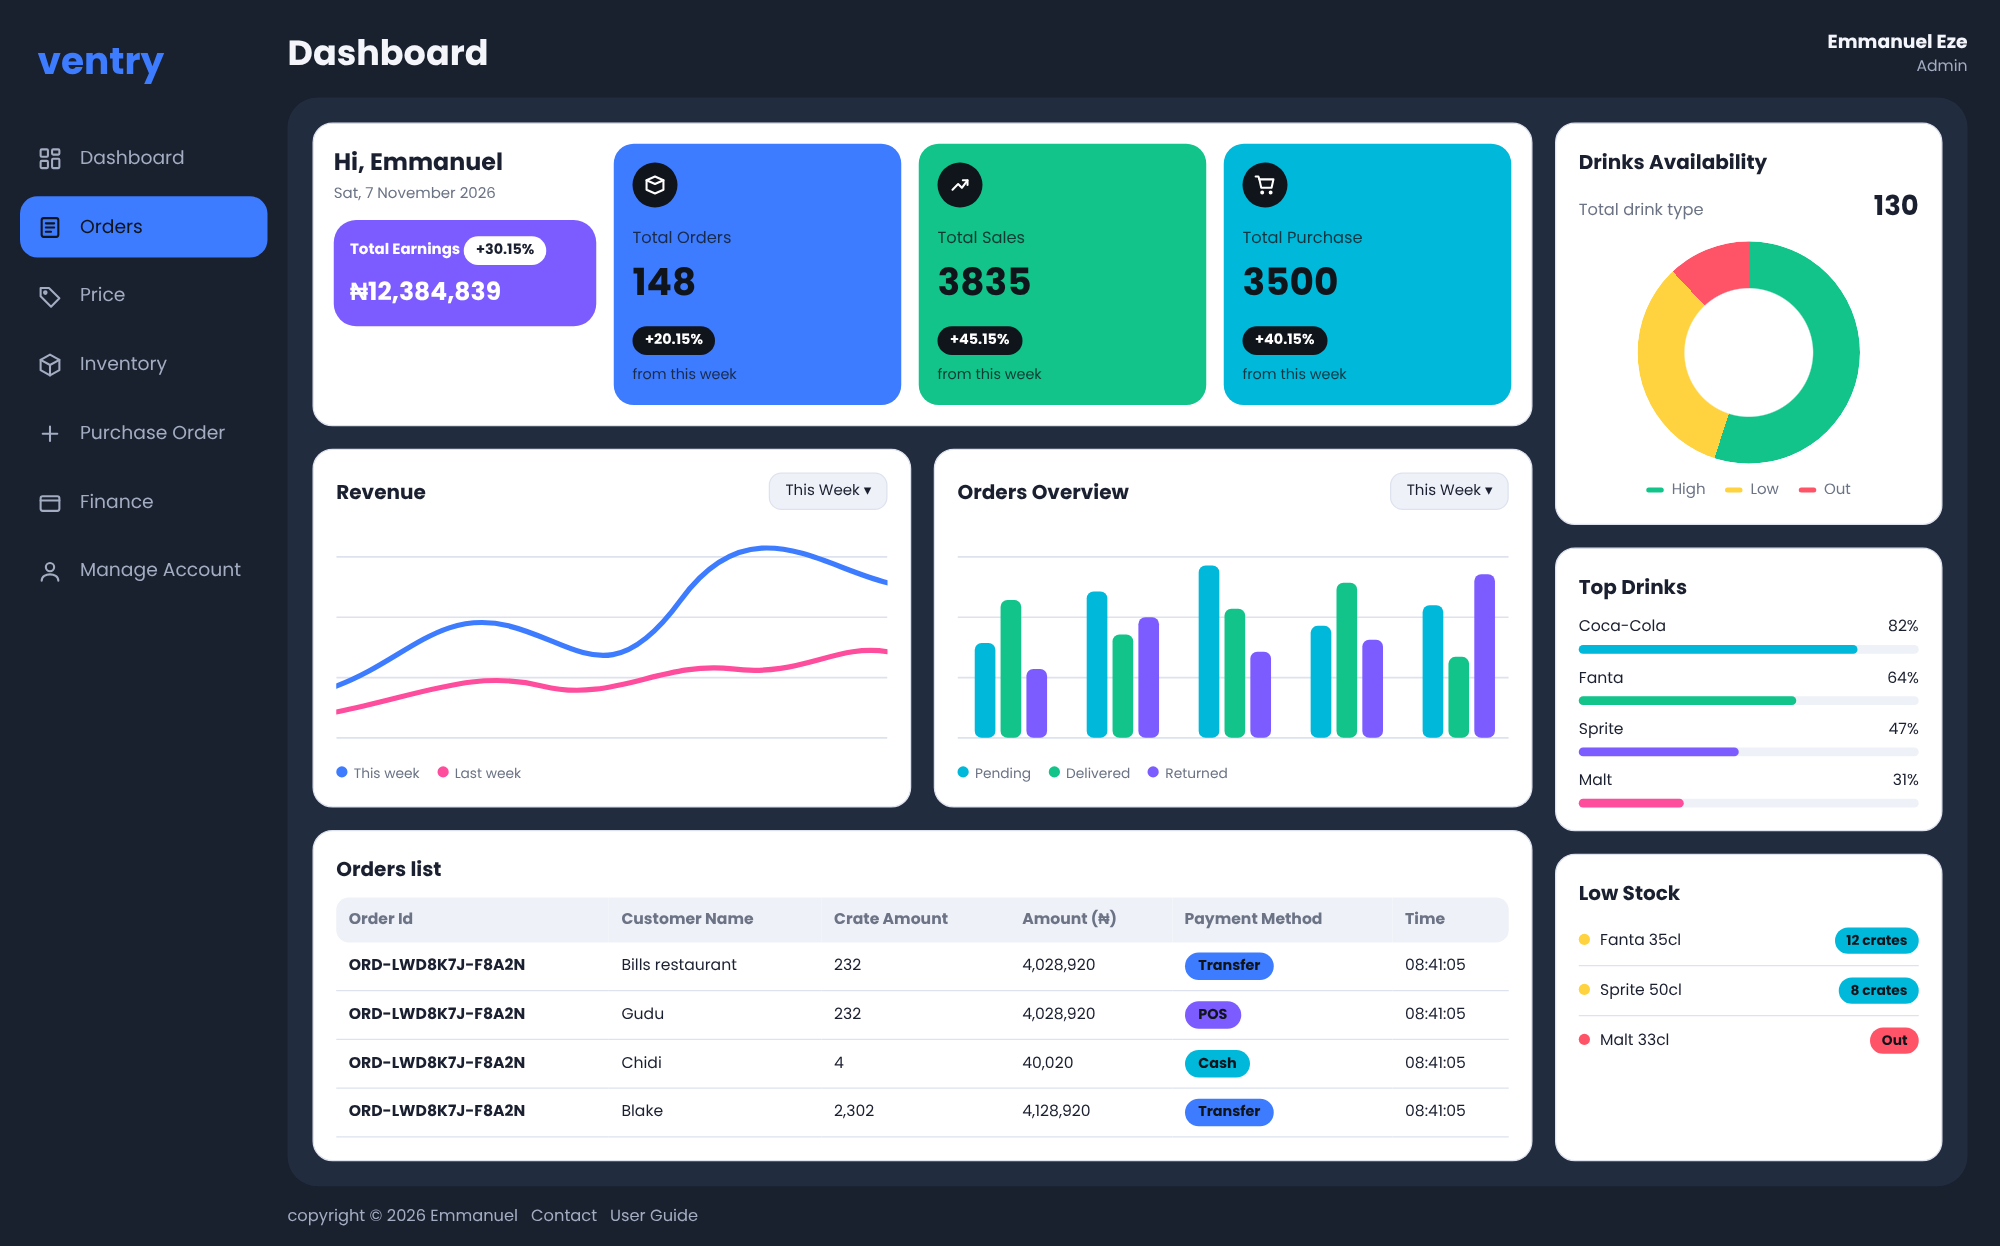 ventry
Dashboard
Orders
Price
Inventory
Purchase Order
Finance
Manage Account
Dashboard
Emmanuel Eze
Admin
Hi, Emmanuel
Sat, 7 November 2026
Total Earnings +30.15%
₦12,384,839
Total Orders
148
+20.15%
from this week
Total Sales
3835
+45.15%
from this week
Total Purchase
3500
+40.15%
from this week
Revenue
This Week ▾
This week Last week
Orders Overview
This Week ▾
Pending Delivered Returned
Orders list
Order Id Customer Name Crate Amount Amount (₦) Payment Method Time
ORD-LWD8K7J-F8A2N Bills restaurant 232 4,028,920 Transfer 08:41:05
ORD-LWD8K7J-F8A2N Gudu 232 4,028,920 POS 08:41:05
ORD-LWD8K7J-F8A2N Chidi 4 40,020 Cash 08:41:05
ORD-LWD8K7J-F8A2N Blake 2,302 4,128,920 Transfer 08:41:05
Drinks Availability
Total drink type 130
High Low Out
Top Drinks
Coca-Cola 82%
Fanta 64%
Sprite 47%
Malt 31%
Low Stock
Fanta 35cl 12 crates
Sprite 50cl 8 crates
Malt 33cl Out
copyright © 2026 Emmanuel Contact User Guide